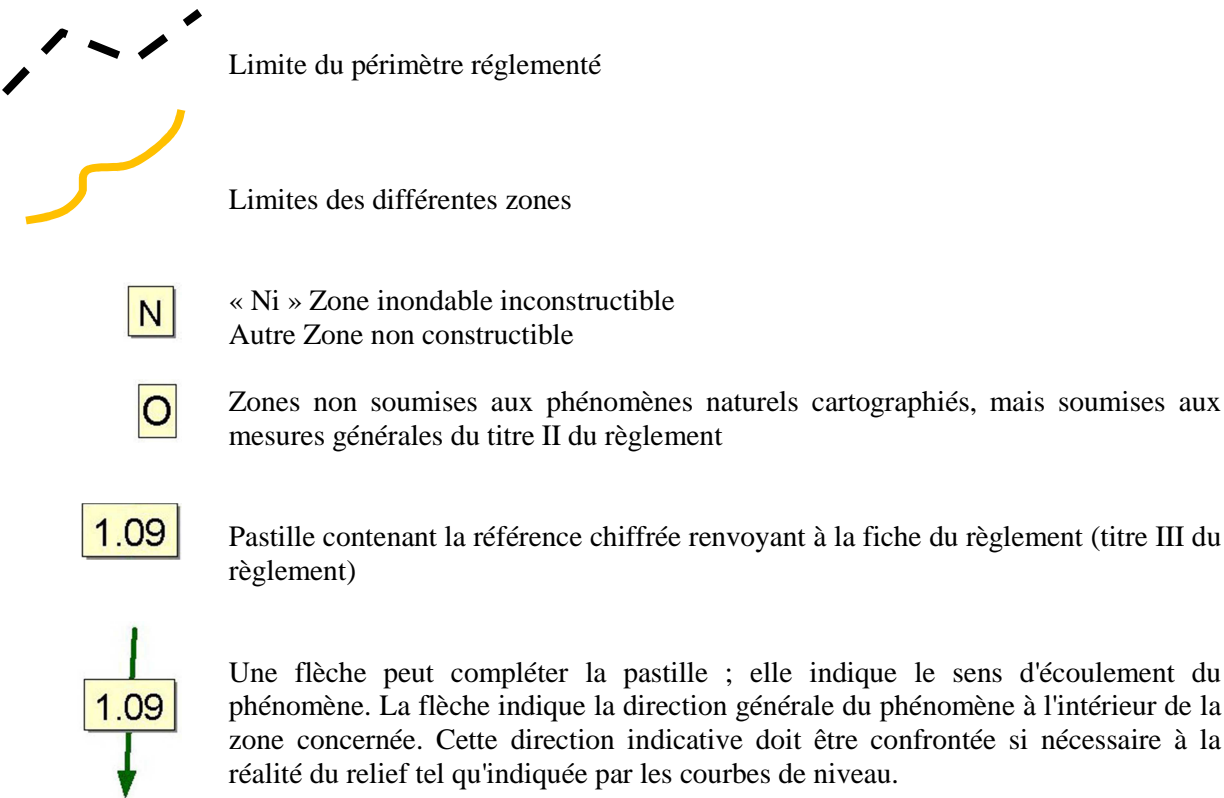 Limite du périmètre réglementé
Limites des différentes zones
N
« Ni » Zone inondable inconstructible
Autre Zone non constructible
O
Zones non soumises aux phénomènes naturels cartographiés, mais soumises aux
mesures générales du titre II du règlement
1.09
Pastille contenant la référence chiffrée renvoyant à la fiche du règlement (titre III du
règlement)
1.09
Une flèche peut compléter la pastille ; elle indique le sens d'écoulement du
phénomène. La flèche indique la direction générale du phénomène à l'intérieur de la
zone concernée. Cette direction indicative doit être confrontée si nécessaire à la
réalité du relief tel qu'indiquée par les courbes de niveau.